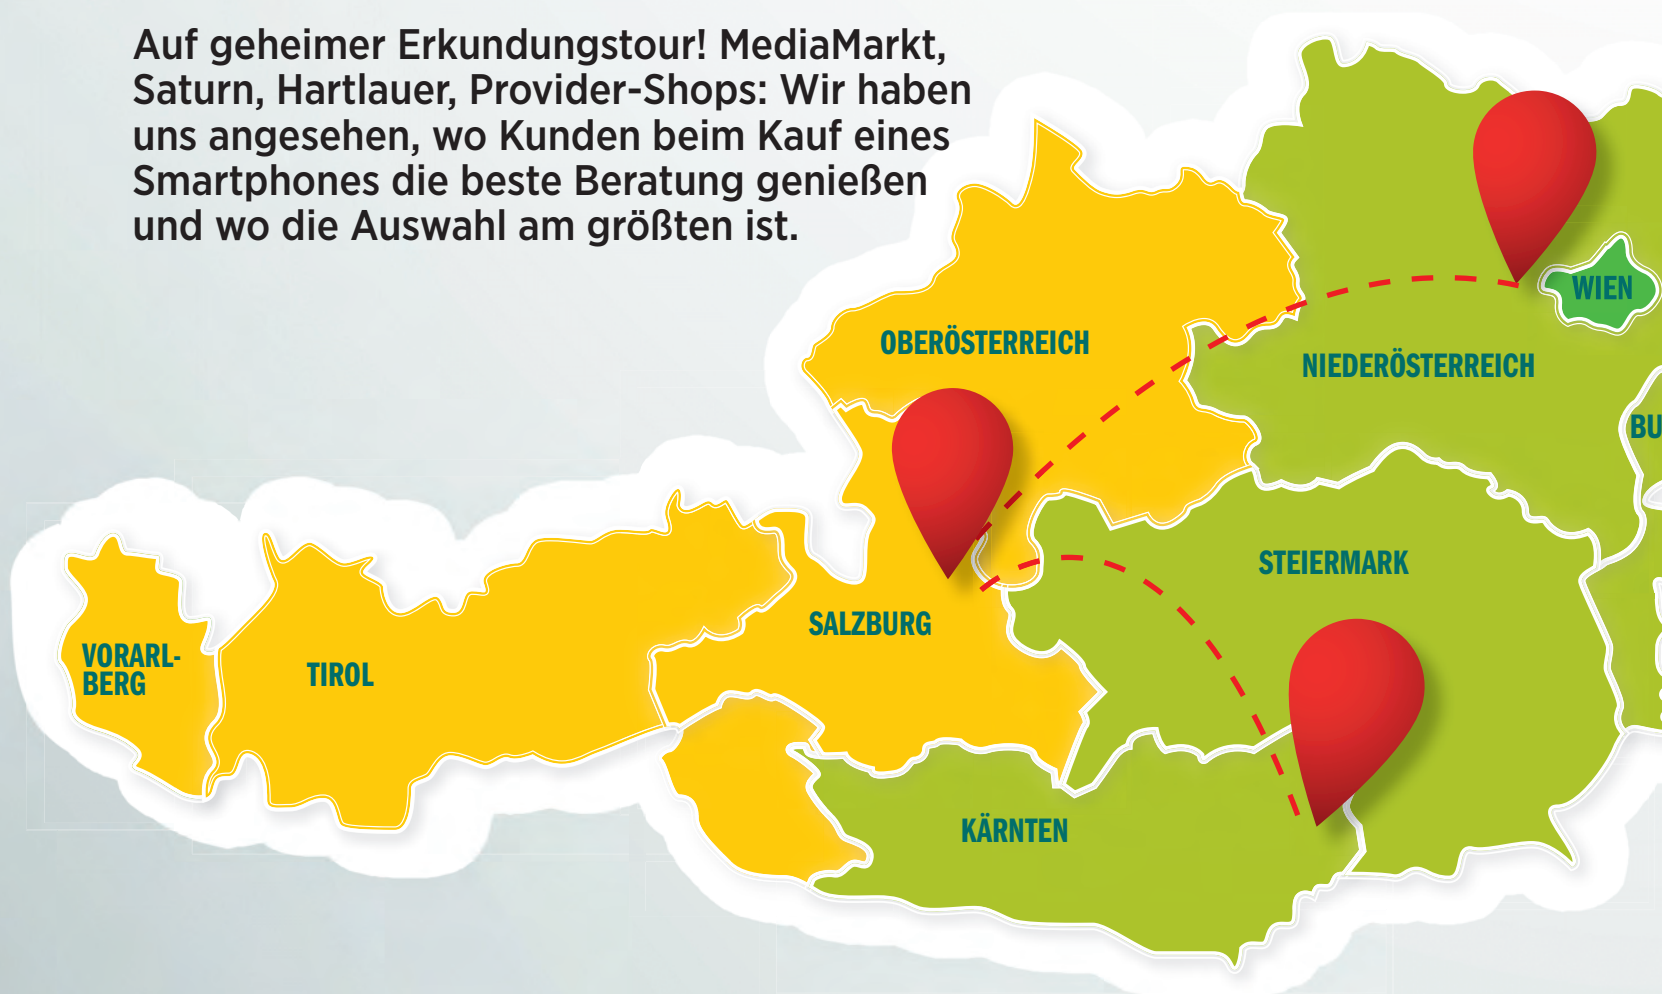 Auf geheimer Erkundungstour! MediaMarkt,
Saturn, Hartlauer, Provider-Shops: Wir haben
uns angesehen, wo Kunden beim Kauf eines
Smartphones die beste Beratung genießen
und wo die Auswahl am größten ist.
WIEN
OBERÖSTERREICH
NIEDERÖSTERREICH
BU
STEIERMARK
SALZBURG
VORARL-
BERG
TIROL
KÄRNTEN